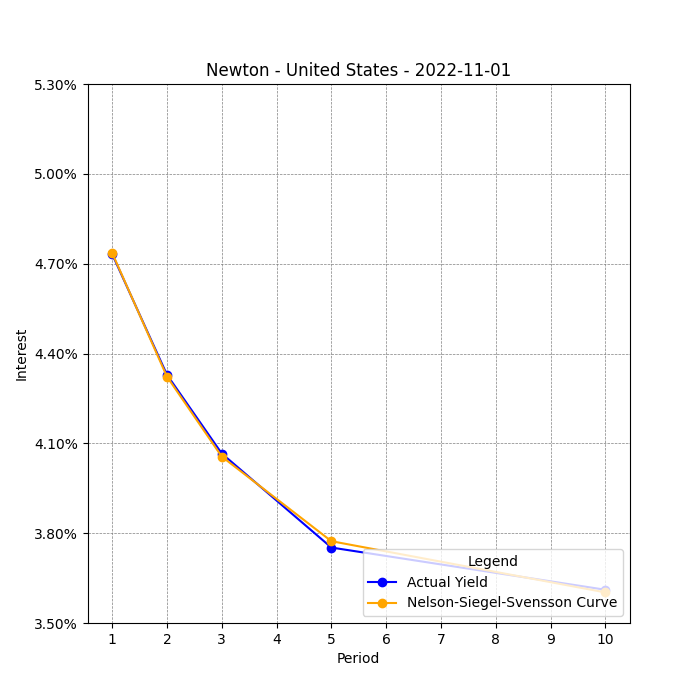 Newton - United States - 2022-11-01
5.30%
5.00%
4.70%
4.40%
4.10%
3.80%
3.50%
Interest
1 2 3 4 5 6 7 8 9 10
Period
Legend
Actual Yield
Nelson-Siegel-Svensson Curve